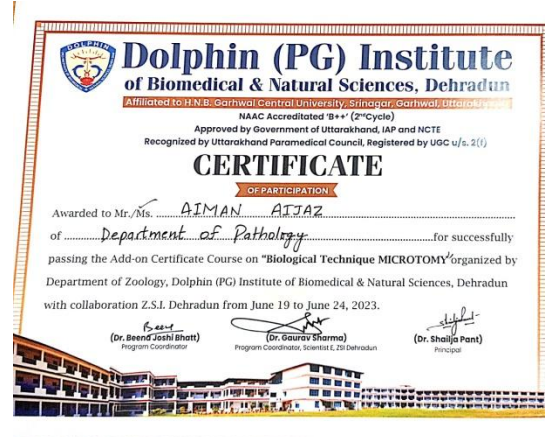 DOLPHIN
Dolphin (PG) Institute
of Biomedical & Natural Sciences, Dehradun
Affiliated to H.N.B. Garhwal Central University, Srinagar, Garhwal, Uttarakhand
NAAC Accredited 'B++' (2ⁿᵈCycle)
Approved by Government of Uttarakhand, IAP and NCTE
Recognized by Uttarakhand Paramedical Council, Registered by UGC u/s. 2(f)
CERTIFICATE
OF PARTICIPATION
Awarded to Mr./Ms. AIMAN AIJAZ
of Department of Pathology for successfully
passing the Add-on Certificate Course on "Biological Technique MICROTOMY" organized by
Department of Zoology, Dolphin (PG) Institute of Biomedical & Natural Sciences, Dehradun
with collaboration Z.S.I. Dehradun from June 19 to June 24, 2023.
(Dr. Beena Joshi Bhatt) (Dr. Gaurav Sharma) (Dr. Shailja Pant)
Program Coordinator Program Coordinator, Scientist E, ZSI Dehradun Principal